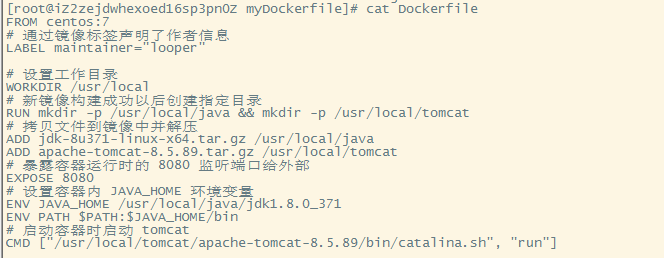 [root@iZ2zejdwhexoed16sp3pn0Z myDockerfile]# cat Dockerfile
FROM centos:7
# 通过镜像标签声明了作者信息
LABEL maintainer="looper"
# 设置工作目录
WORKDIR /usr/local
# 新镜像构建成功以后创建指定目录
RUN mkdir -p /usr/local/java && mkdir -p /usr/local/tomcat
# 拷贝文件到镜像中并解压
ADD jdk-8u371-linux-x64.tar.gz /usr/local/java
ADD apache-tomcat-8.5.89.tar.gz /usr/local/tomcat
# 暴露容器运行时的 8080 监听端口给外部
EXPOSE 8080
# 设置容器内 JAVA_HOME 环境变量
ENV JAVA_HOME /usr/local/java/jdk1.8.0_371
ENV PATH $PATH:$JAVA_HOME/bin
# 启动容器时启动 tomcat
CMD ["/usr/local/tomcat/apache-tomcat-8.5.89/bin/catalina.sh", "run"]